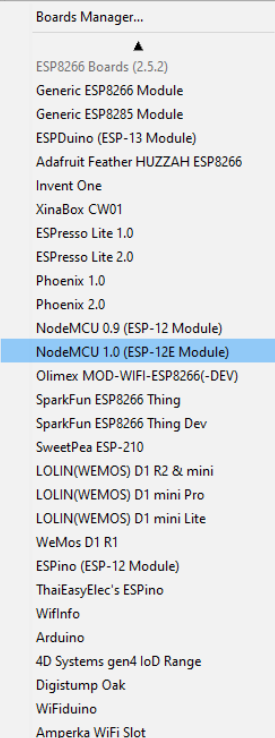 Boards Manager...
ESP8266 Boards (2.5.2)
Generic ESP8266 Module
Generic ESP8285 Module
ESPDuino (ESP-13 Module)
Adafruit Feather HUZZAH ESP8266
Invent One
XinaBox CW01
ESPresso Lite 1.0
ESPresso Lite 2.0
Phoenix 1.0
Phoenix 2.0
NodeMCU 0.9 (ESP-12 Module)
NodeMCU 1.0 (ESP-12E Module)
Olimex MOD-WIFI-ESP8266(-DEV)
SparkFun ESP8266 Thing
SparkFun ESP8266 Thing Dev
SweetPea ESP-210
LOLIN(WEMOS) D1 R2 & mini
LOLIN(WEMOS) D1 mini Pro
LOLIN(WEMOS) D1 mini Lite
WeMos D1 R1
ESPino (ESP-12 Module)
ThaiEasyElec's ESPino
WifInfo
Arduino
4D Systems gen4 IoD Range
Digistump Oak
WiFiduino
Amperka WiFi Slot